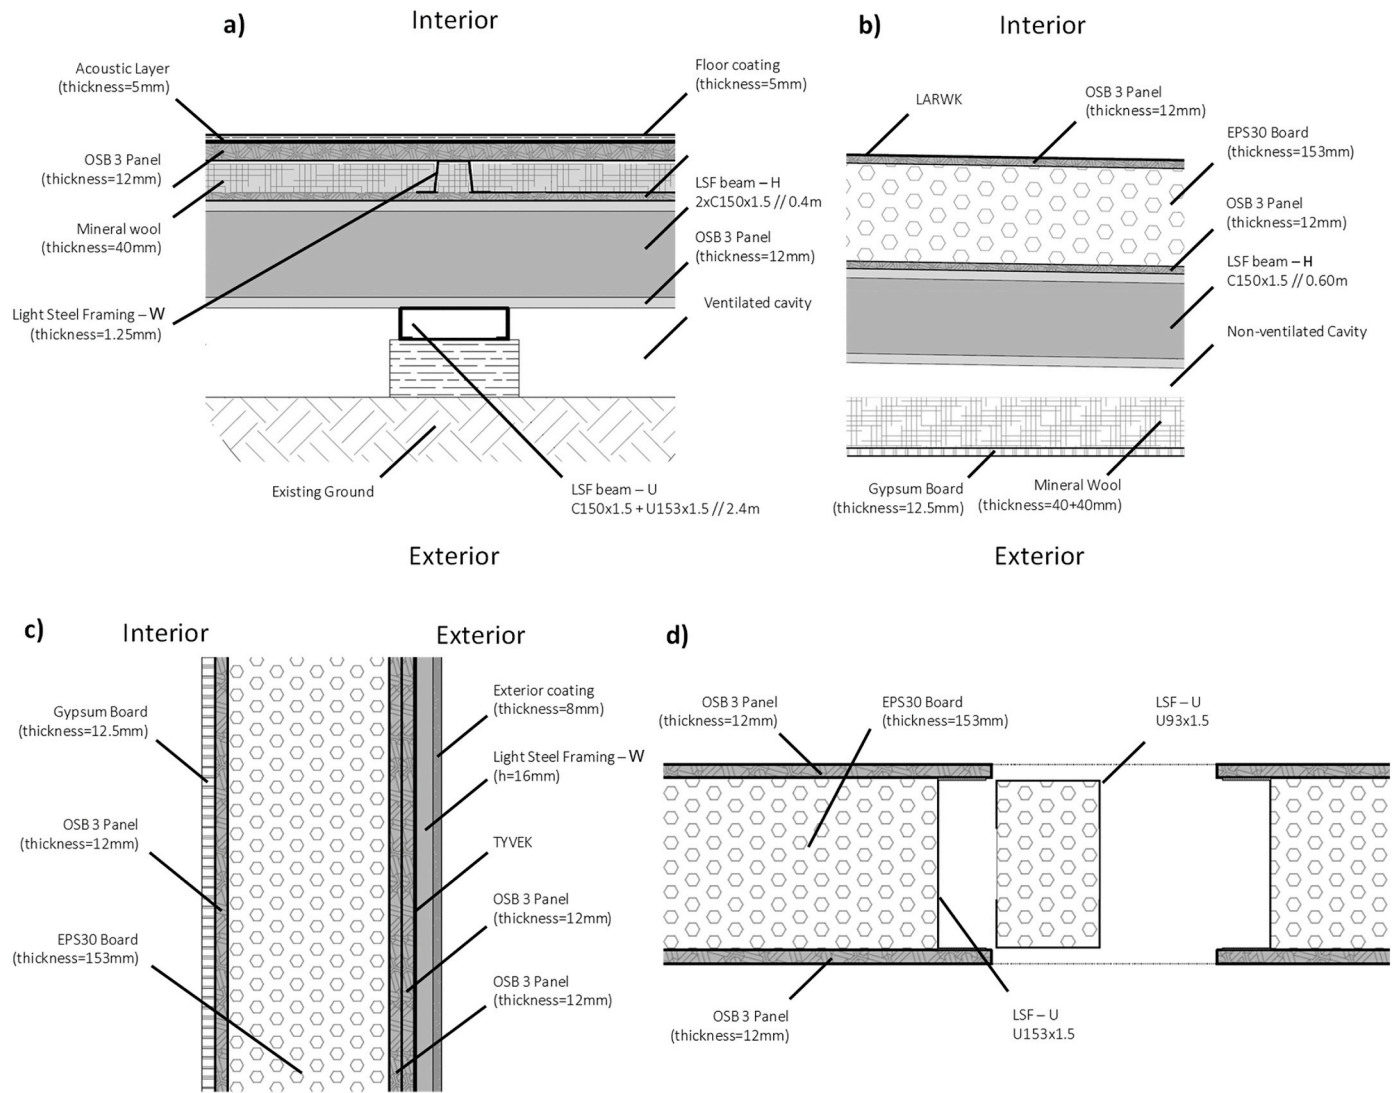 a)
Interior
Acoustic Layer
(thickness=5mm)
OSB 3 Panel
(thickness=12mm)
Mineral wool
(thickness=40mm)
Light Steel Framing – W
(thickness=1.25mm)
Floor coating
(thickness=5mm)
LSF beam – H
2xC150x1.5 // 0.4m
OSB 3 Panel
(thickness=12mm)
Ventilated cavity
Existing Ground
LSF beam – U
C150x1.5 + U153x1.5 // 2.4m
Exterior
b)
Interior
LARWK
OSB 3 Panel
(thickness=12mm)
EPS30 Board
(thickness=153mm)
OSB 3 Panel
(thickness=12mm)
LSF beam – H
C150x1.5 // 0.60m
Non-ventilated Cavity
Gypsum Board
(thickness=12.5mm)
Mineral Wool
(thickness=40+40mm)
Exterior
c)
Interior
Exterior
Gypsum Board
(thickness=12.5mm)
OSB 3 Panel
(thickness=12mm)
EPS30 Board
(thickness=153mm)
Exterior coating
(thickness=8mm)
Light Steel Framing – W
(h=16mm)
TYVEK
OSB 3 Panel
(thickness=12mm)
OSB 3 Panel
(thickness=12mm)
d)
OSB 3 Panel
(thickness=12mm)
EPS30 Board
(thickness=153mm)
LSF – U
U93x1.5
OSB 3 Panel
(thickness=12mm)
LSF – U
U153x1.5